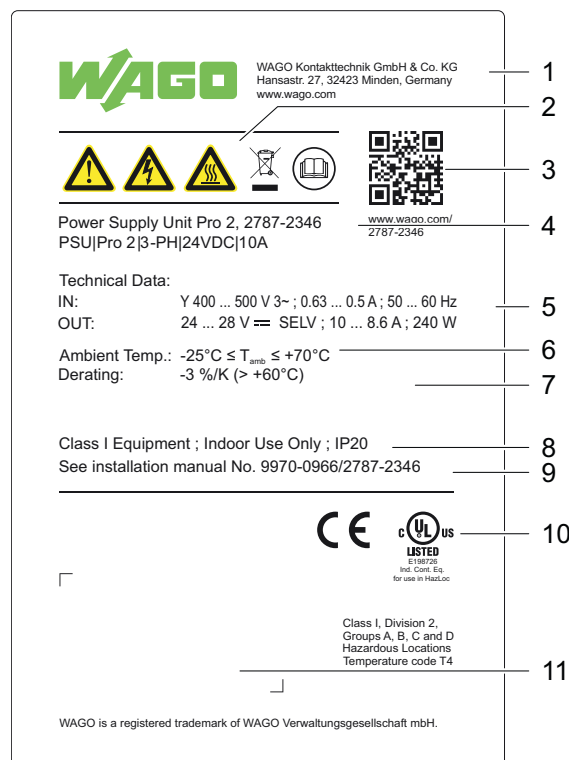 WAGO
WAGO Kontakttechnik GmbH & Co. KG
Hansastr. 27, 32423 Minden, Germany
www.wago.com
1
2
3
www.wago.com/
2787-2346
Power Supply Unit Pro 2, 2787-2346
PSU|Pro 2|3-PH|24VDC|10A
4
Technical Data:
IN: Y 400 ... 500 V 3~ ; 0.63 ... 0.5 A ; 50 ... 60 Hz
5
OUT: 24 ... 28 V ⎓ SELV ; 10 ... 8.6 A ; 240 W
Ambient Temp.: -25°C ≤ Tamb ≤ +70°C
6
Derating: -3 %/K (> +60°C)
7
Class I Equipment ; Indoor Use Only ; IP20
8
See installation manual No. 9970-0966/2787-2346
9
CE
C UL US
LISTED
E198726
Ind. Cont. Eq.
for use in HazLoc
10
Class I, Division 2,
Groups A, B, C and D
Hazardous Locations
Temperature code T4
11
WAGO is a registered trademark of WAGO Verwaltungsgesellschaft mbH.